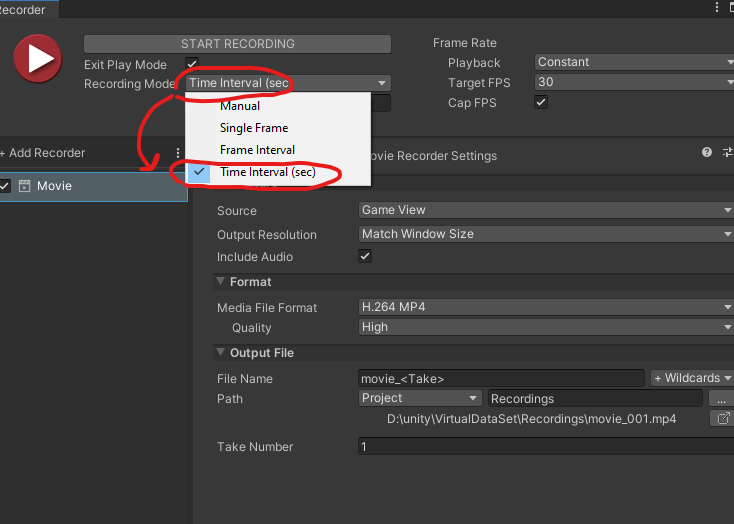 Recorder
START RECORDING
Exit Play Mode
Recording Mode
Time Interval (sec
Manual
Single Frame
Frame Interval
Time Interval (sec)
Frame Rate
Playback
Constant
Target FPS
30
Cap FPS
+ Add Recorder
Movie
ovie Recorder Settings
Source
Game View
Output Resolution
Match Window Size
Include Audio
Format
Media File Format
H.264 MP4
Quality
High
Output File
File Name
movie_<Take>
+ Wildcards
Path
Project
Recordings
...
D:\unity\VirtualDataSet\Recordings\movie_001.mp4
Take Number
1